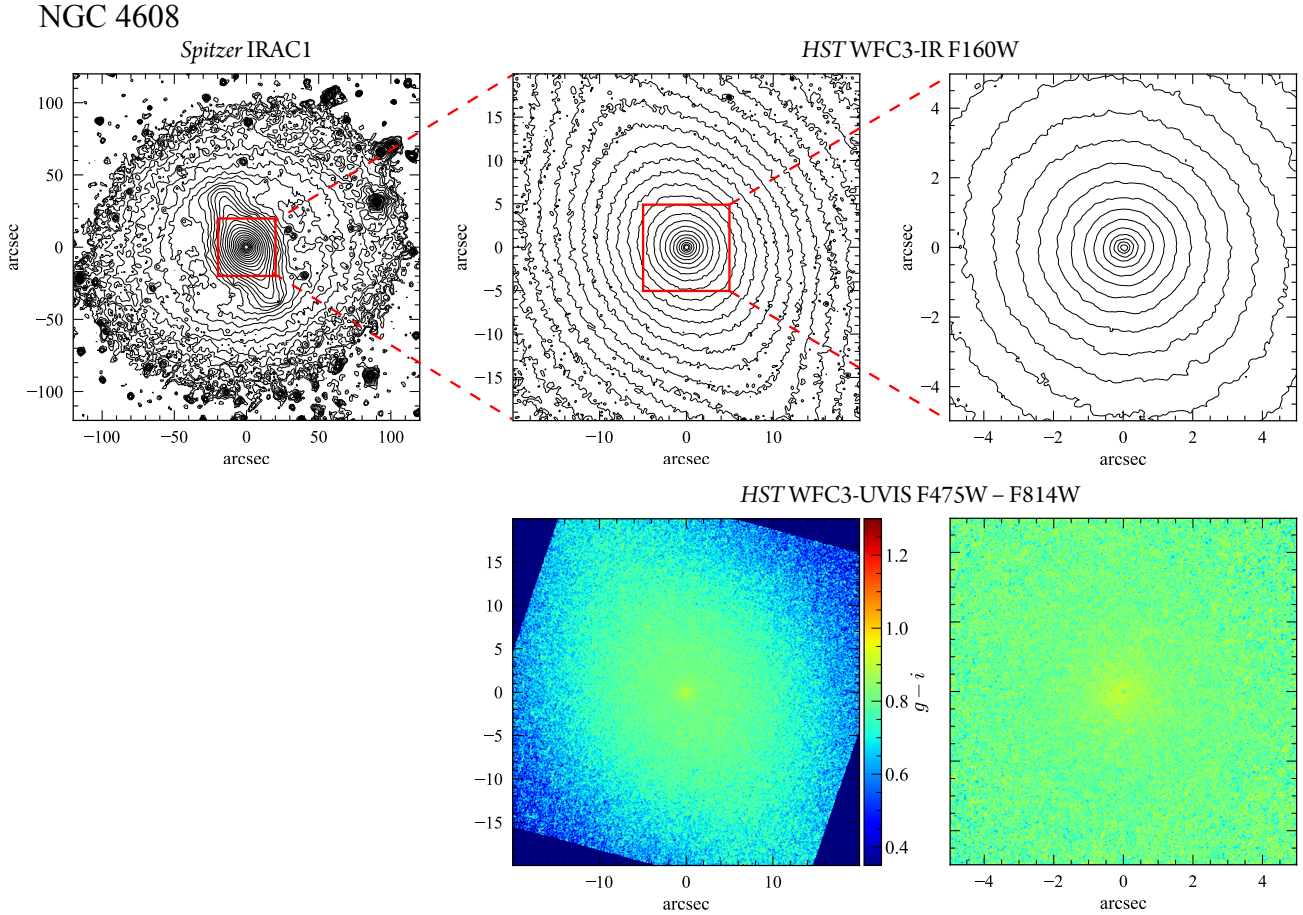 NGC 4608
Spitzer IRAC1
HST WFC3-IR F160W
100
50
0
−50
−100
arcsec
−100 −50 0 50 100
arcsec
15
10
5
0
−5
−10
−15
−10 0 10
arcsec
4
2
0
−2
−4
arcsec
−4 −2 0 2 4
arcsec
HST WFC3-UVIS F475W – F814W
15
10
5
0
−5
−10
−15
−10 0 10
arcsec
1.2
1.0
0.8
0.6
0.4
g − i
−4 −2 0 2 4
arcsec